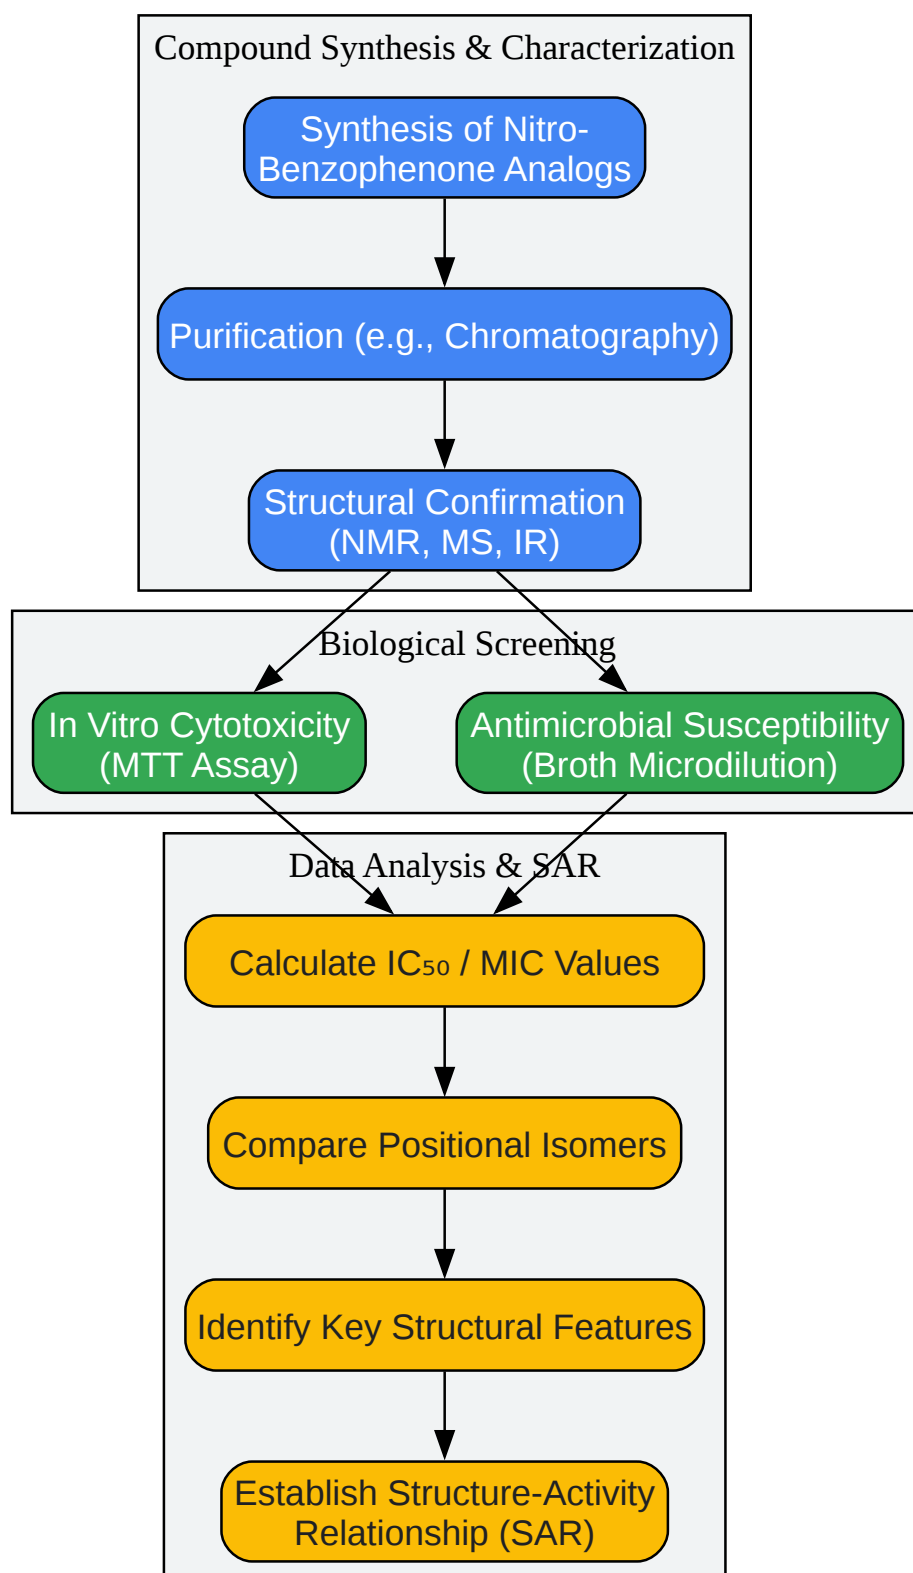 Compound Synthesis & Characterization
Synthesis of Nitro-
Benzophenone Analogs
Purification (e.g., Chromatography)
Structural Confirmation
(NMR, MS, IR)
Biological Screening
In Vitro Cytotoxicity
(MTT Assay)
Antimicrobial Susceptibility
(Broth Microdilution)
Data Analysis & SAR
Calculate IC₅₀ / MIC Values
Compare Positional Isomers
Identify Key Structural Features
Establish Structure-Activity
Relationship (SAR)